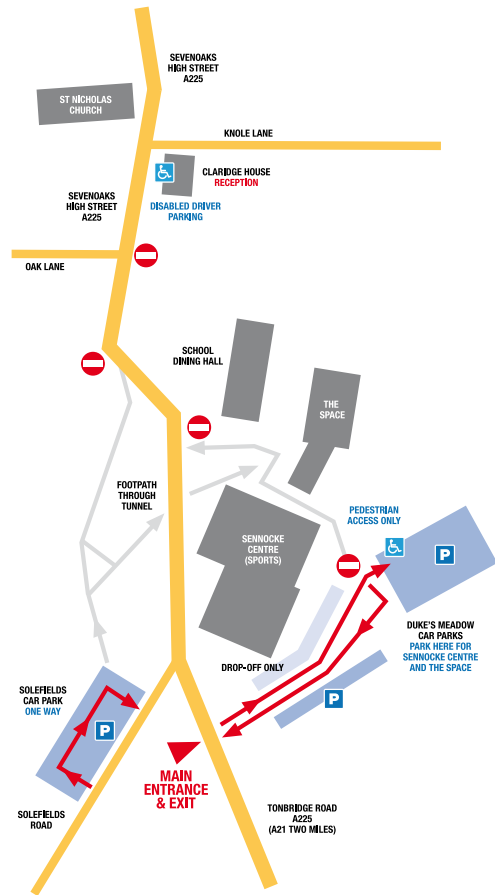 SEVENOAKS
HIGH STREET
A225
ST NICHOLAS
CHURCH
KNOLE LANE
CLARIDGE HOUSE
RECEPTION
SEVENOAKS
HIGH STREET
A225
DISABLED DRIVER
PARKING
OAK LANE
SCHOOL
DINING HALL
THE
SPACE
FOOTPATH
THROUGH
TUNNEL
PEDESTRIAN
ACCESS ONLY
SENNOCKE
CENTRE
(SPORTS)
P
DUKE'S MEADOW
CAR PARKS
PARK HERE FOR
SENNOCKE CENTRE
AND THE SPACE
DROP-OFF ONLY
SOLEFIELDS
CAR PARK
ONE WAY
P
P
MAIN
ENTRANCE
& EXIT
SOLEFIELDS
ROAD
TONBRIDGE ROAD
A225
(A21 TWO MILES)